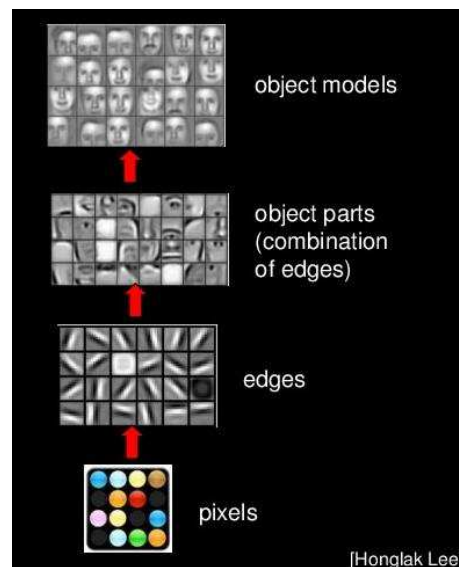 object models
object parts
(combination
of edges)
edges
pixels
[Honglak Lee